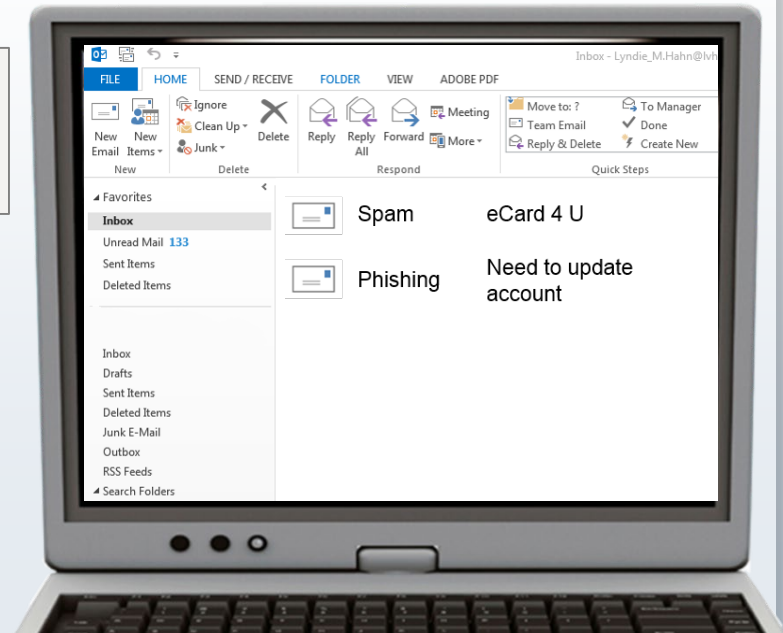 Inbox - Lyndie_M.Hahn@lvh
FILE HOME SEND / RECEIVE FOLDER VIEW ADOBE PDF
Ignore
Clean Up
Junk
Delete
New Email
New Items
Reply
Reply All
Forward
Meeting
More
Move to: ?
Team Email
Reply & Delete
To Manager
Done
Create New
New Delete Respond Quick Steps
Favorites
Inbox
Unread Mail 133
Sent Items
Deleted Items
Inbox
Drafts
Sent Items
Deleted Items
Junk E-Mail
Outbox
RSS Feeds
Search Folders
Spam eCard 4 U
Phishing Need to update
account